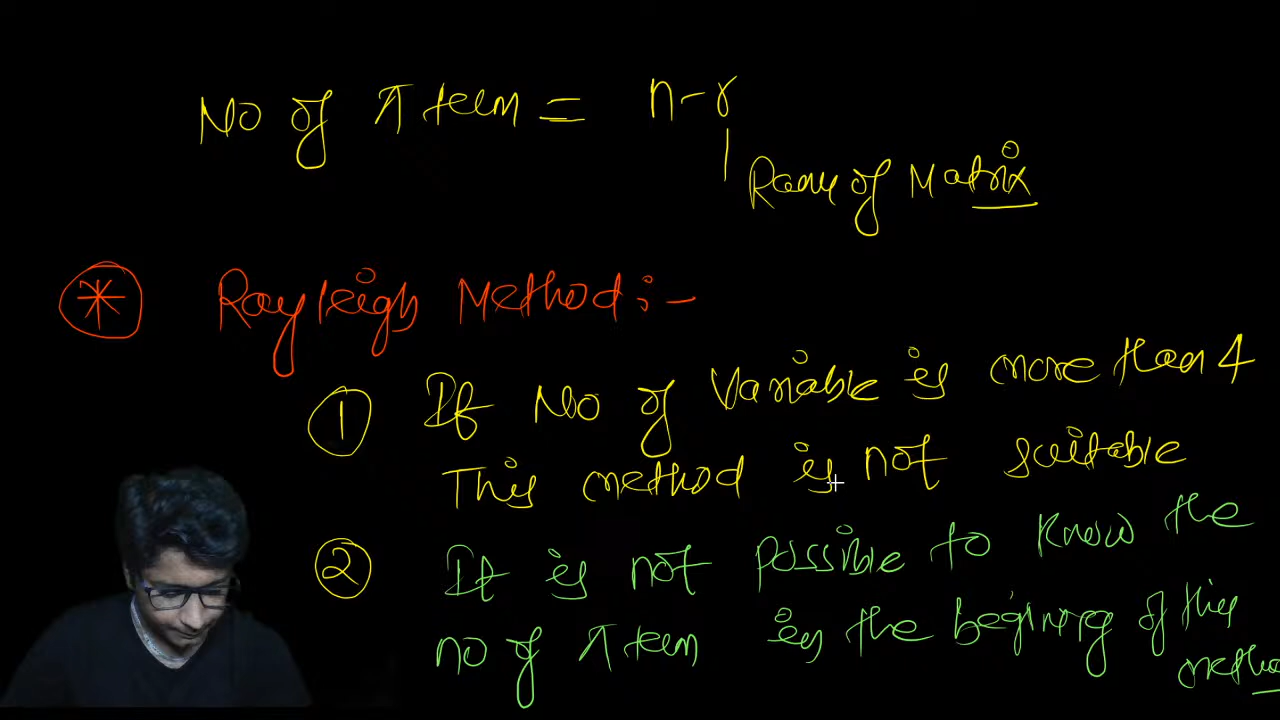 No of π term = n-r
Rank of Matrix
* Rayleigh Method :-
① If No of Variable is more than 4
This method is not suitable
② It is not possible to know the
no of π term in the begining of this
method